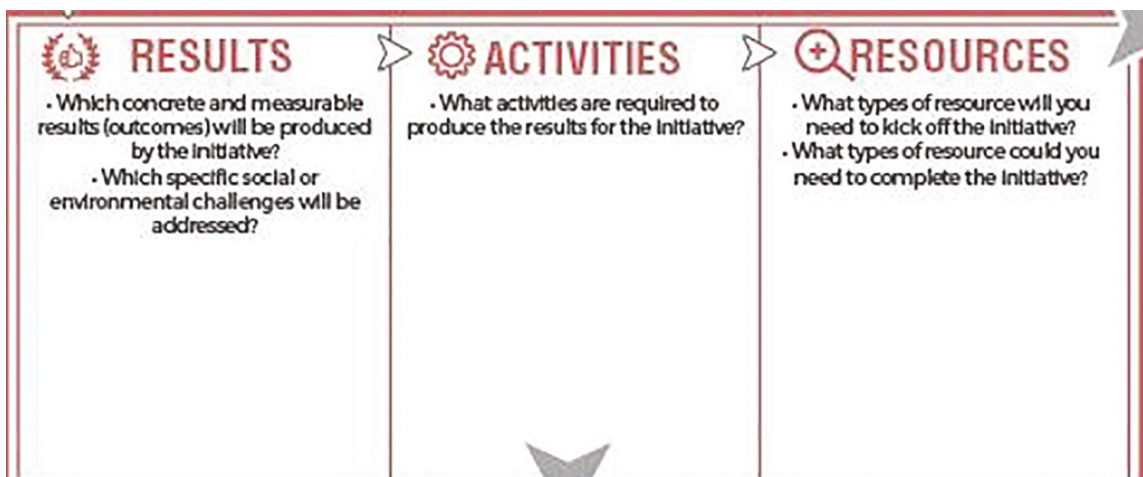 RESULTS
· Which concrete and measurable
results (outcomes) will be produced
by the initiative?
· Which specific social or
environmental challenges will be
addressed?
ACTIVITIES
· What activities are required to
produce the results for the initiative?
RESOURCES
· What types of resource will you
need to kick off the initiative?
· What types of resource could you
need to complete the initiative?